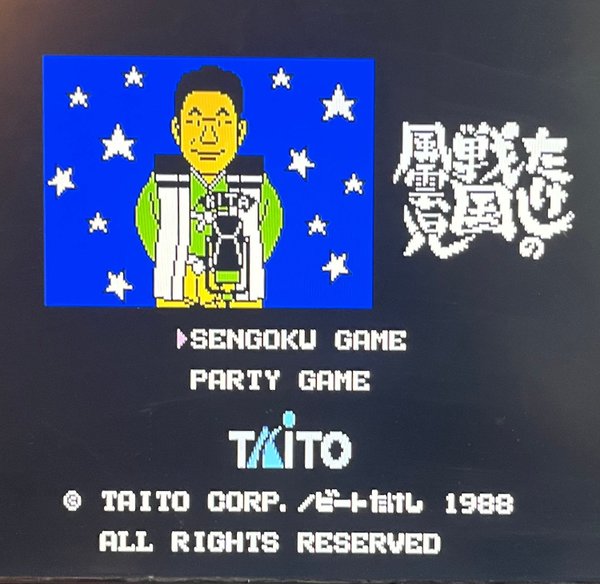 たけしの
戦国
風雲児
SENGOKU GAME
PARTY GAME
TAITO
© TAITO CORP./ビートたけし 1988
ALL RIGHTS RESERVED